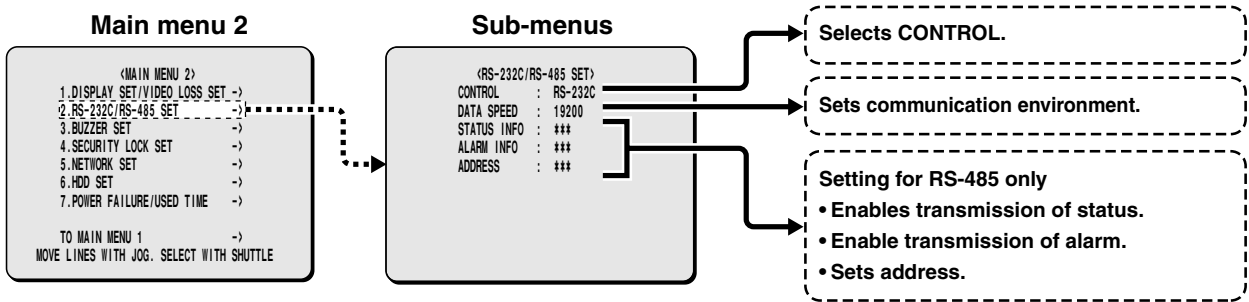 Main menu 2
<MAIN MENU 2>
1.DISPLAY SET/VIDEO LOSS SET ->
2.RS-232C/RS-485 SET ->
3.BUZZER SET ->
4.SECURITY LOCK SET ->
5.NETWORK SET ->
6.HDD SET ->
7.POWER FAILURE/USED TIME ->
TO MAIN MENU 1 ->
MOVE LINES WITH JOG. SELECT WITH SHUTTLE
Sub-menus
<RS-232C/RS-485 SET>
CONTROL : RS-232C
DATA SPEED : 19200
STATUS INFO : ***
ALARM INFO : ***
ADDRESS : ***
Selects CONTROL.
Sets communication environment.
Setting for RS-485 only
• Enables transmission of status.
• Enable transmission of alarm.
• Sets address.